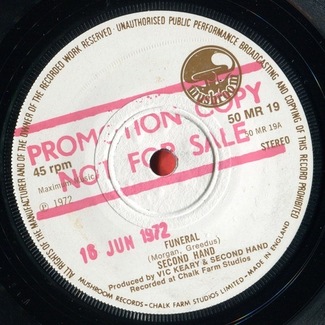 ALL RIGHTS OF THE MANUFACTURER AND OF THE OWNER OF THE RECORDED WORK RESERVED. UNAUTHORISED PUBLIC PERFORMANCE BROADCASTING AND COPYING OF THIS RECORD PROHIBITED
mushroom
PROMOTION COPY
NOT FOR SALE
50 MR 19
50 MR 19A
45 rpm
STEREO
Maximum Music
℗ 1972
16 JUN 1972
FUNERAL
(Morgan, Greedus)
SECOND HAND
Produced by VIC KEARY & SECOND HAND
Recorded at Chalk Farm Studios
MUSHROOM RECORDS – CHALK FARM STUDIOS LIMITED – MADE IN ENGLAND